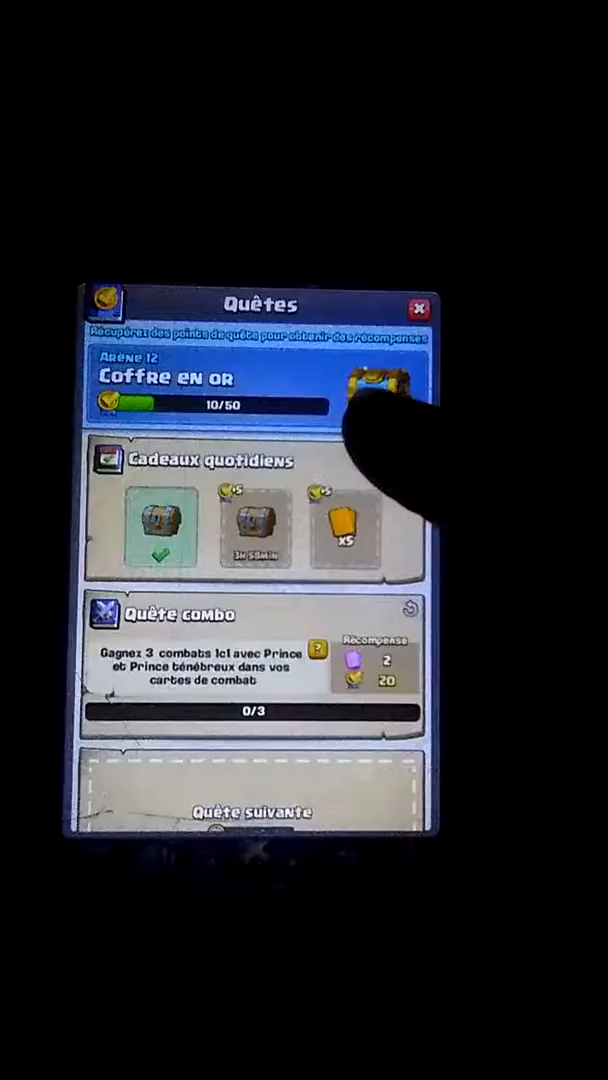 Quêtes
Récupérez des points de quête pour obtenir des récompenses
Arène 12
Coffre en or
10/50
Cadeaux quotidiens
+5
+5
3h 58min
x5
Quête combo
Gagnez 3 combats 1c1 avec Prince
et Prince ténébreux dans vos
cartes de combat
?
Récompense
2
20
0/3
Quête suivante